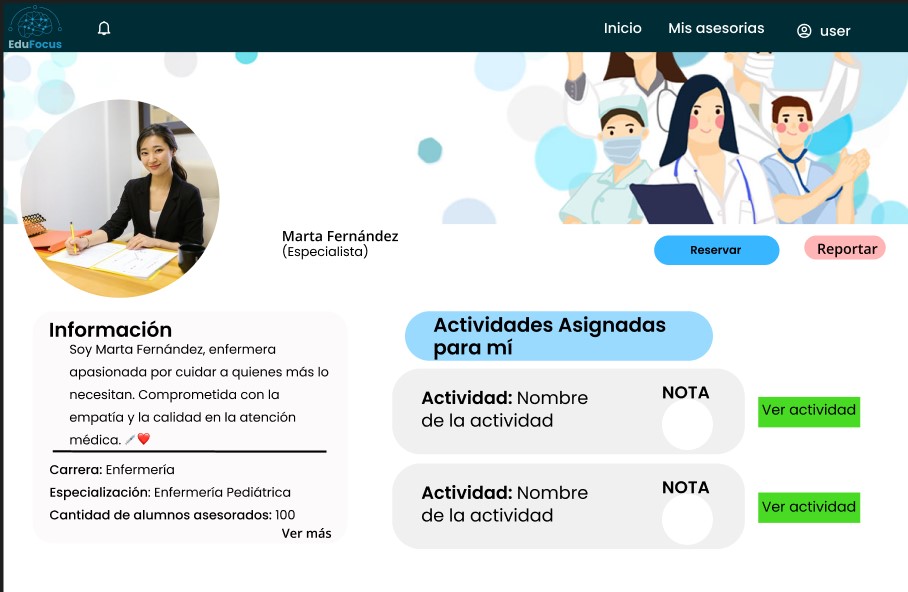 EduFocus
Inicio
Mis asesorias
user
Marta Fernández
(Especialista)
Reservar
Reportar
Información
Soy Marta Fernández, enfermera
apasionada por cuidar a quienes más lo
necesitan. Comprometida con la
empatía y la calidad en la atención
médica. 💉❤️
Carrera: Enfermería
Especialización: Enfermería Pediátrica
Cantidad de alumnos asesorados: 100
Ver más
Actividades Asignadas
para mí
Actividad: Nombre
de la actividad
NOTA
Ver actividad
Actividad: Nombre
de la actividad
NOTA
Ver actividad